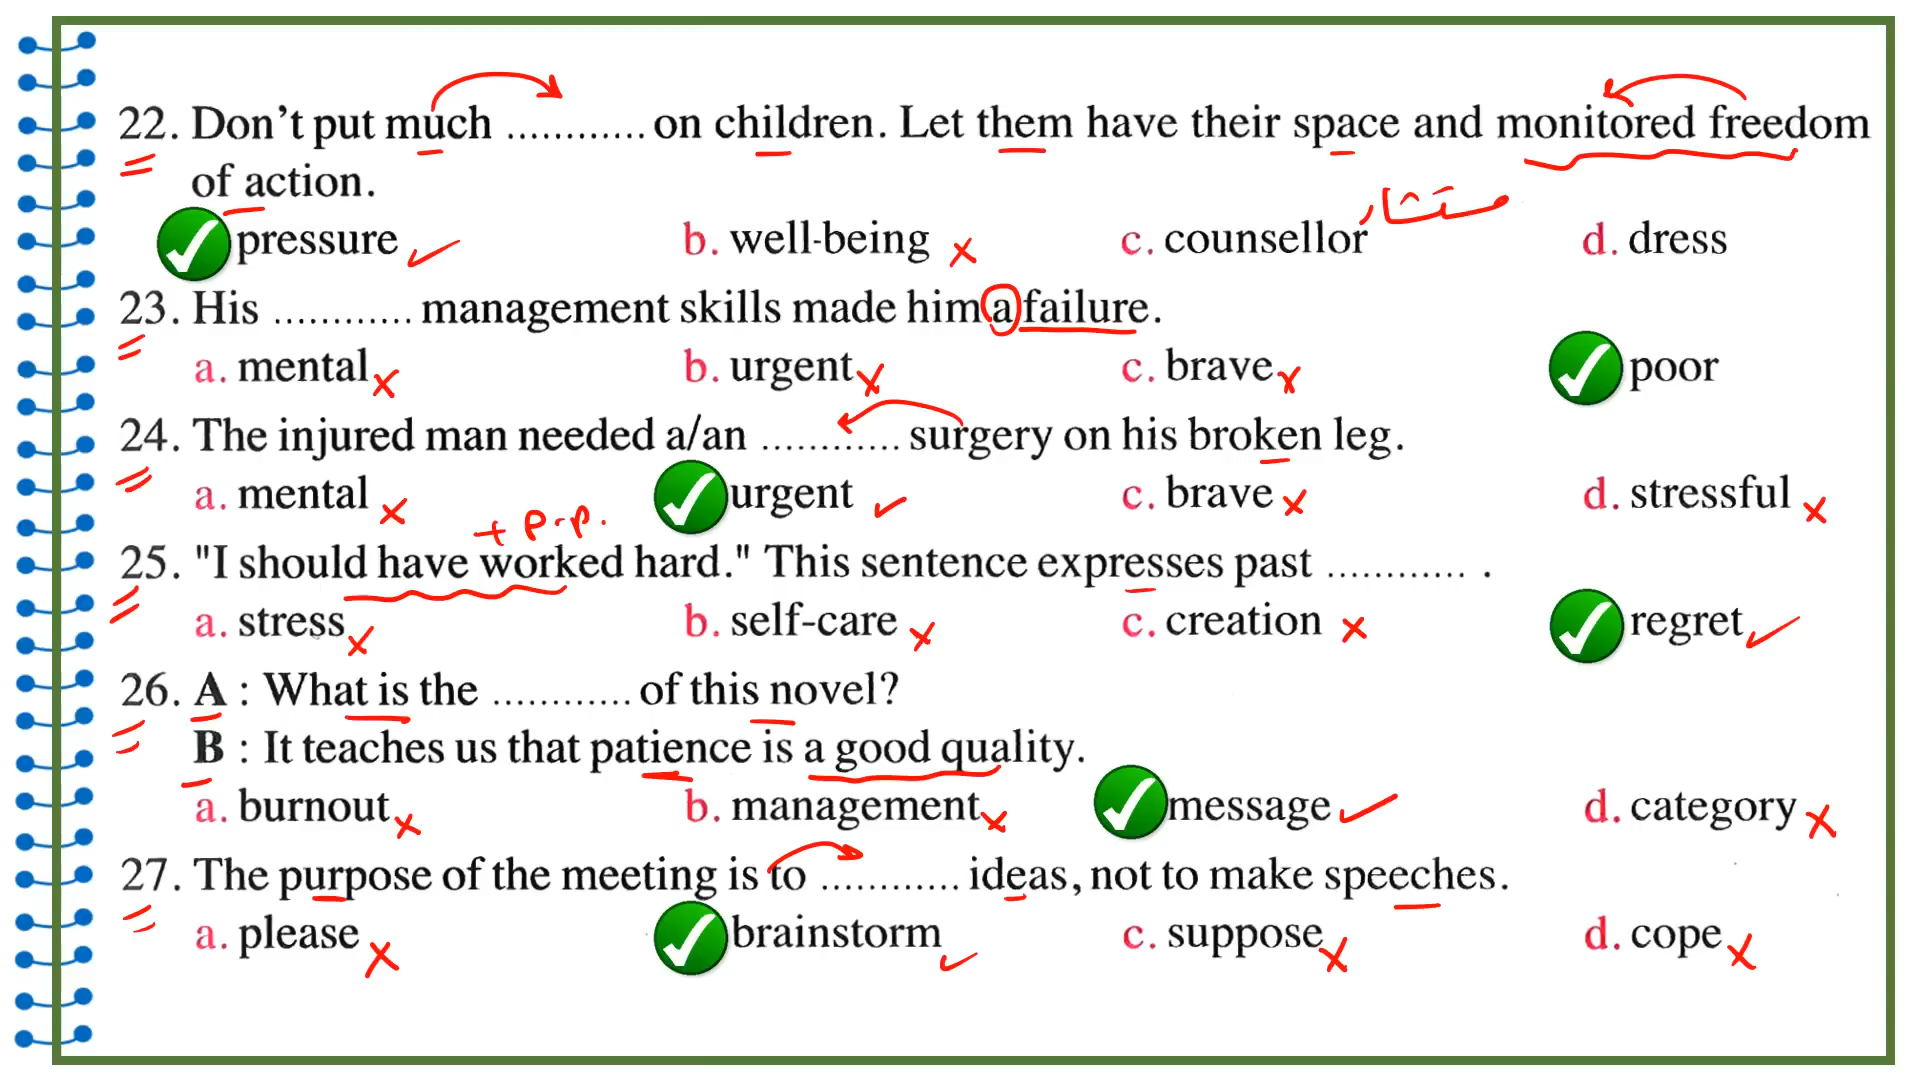 22. Don't put much ............ on children. Let them have their space and monitored freedom
of action.
مستشار
pressure b. well-being c. counsellor d. dress
23. His ............ management skills made him a failure.
a. mental b. urgent c. brave poor
24. The injured man needed a/an ............ surgery on his broken leg.
a. mental urgent c. brave d. stressful
+ P.P.
25. "I should have worked hard." This sentence expresses past ............ .
a. stress b. self-care c. creation regret
26. A : What is the ............ of this novel?
B : It teaches us that patience is a good quality.
a. burnout b. management message d. category
27. The purpose of the meeting is to ............ ideas, not to make speeches.
a. please brainstorm c. suppose d. cope